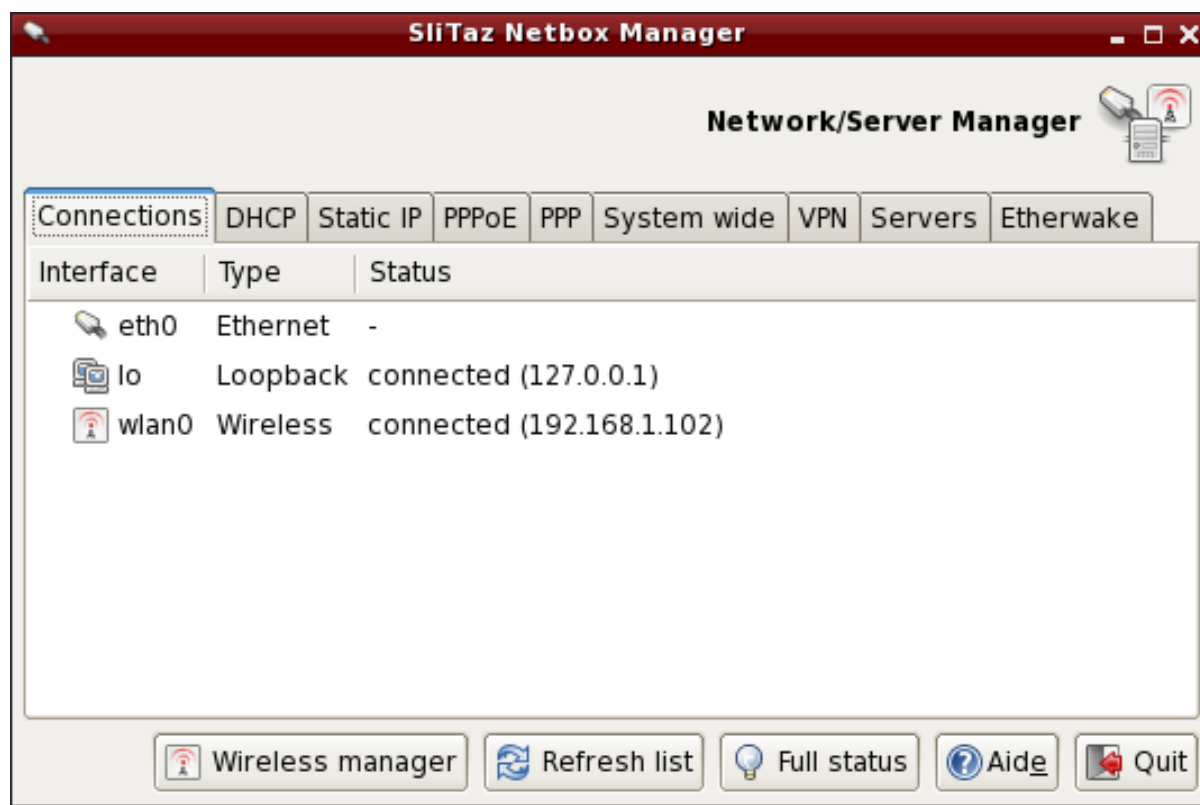 SliTaz Netbox Manager
Network/Server Manager
Connections DHCP Static IP PPPoE PPP System wide VPN Servers Etherwake
Interface Type Status
eth0 Ethernet -
lo Loopback connected (127.0.0.1)
wlan0 Wireless connected (192.168.1.102)
Wireless manager Refresh list Full status Aide Quit